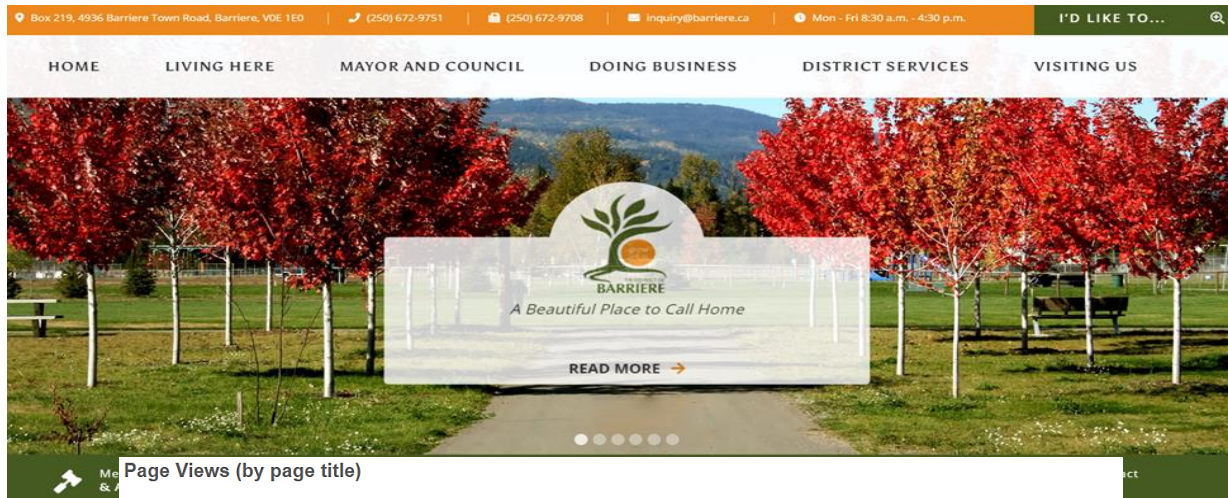 Box 219, 4936 Barriere Town Road, Barriere, V0E 1E0 | (250) 672-9751 | (250) 672-9708 | inquiry@barriere.ca | Mon - Fri 8:30 a.m. - 4:30 p.m. I'D LIKE TO...
HOME LIVING HERE MAYOR AND COUNCIL DOING BUSINESS DISTRICT SERVICES VISITING US
BARRIERE
A Beautiful Place to Call Home
READ MORE →
Page Views (by page title)